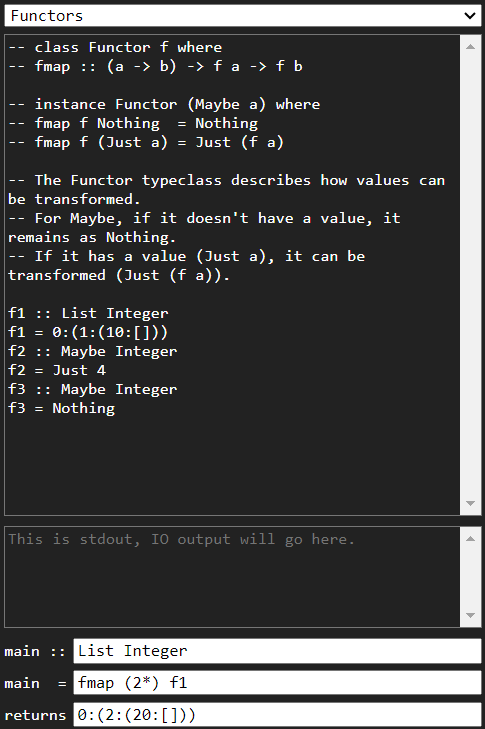 Functors
-- class Functor f where
-- fmap :: (a -> b) -> f a -> f b
-- instance Functor (Maybe a) where
-- fmap f Nothing  = Nothing
-- fmap f (Just a) = Just (f a)
-- The Functor typeclass describes how values can
be transformed.
-- For Maybe, if it doesn't have a value, it
remains as Nothing.
-- If it has a value (Just a), it can be
transformed (Just (f a)).
f1 :: List Integer
f1 = 0:(1:(10:[]))
f2 :: Maybe Integer
f2 = Just 4
f3 :: Maybe Integer
f3 = Nothing
This is stdout, IO output will go here.
main :: List Integer
main  = fmap (2*) f1
returns 0:(2:(20:[]))